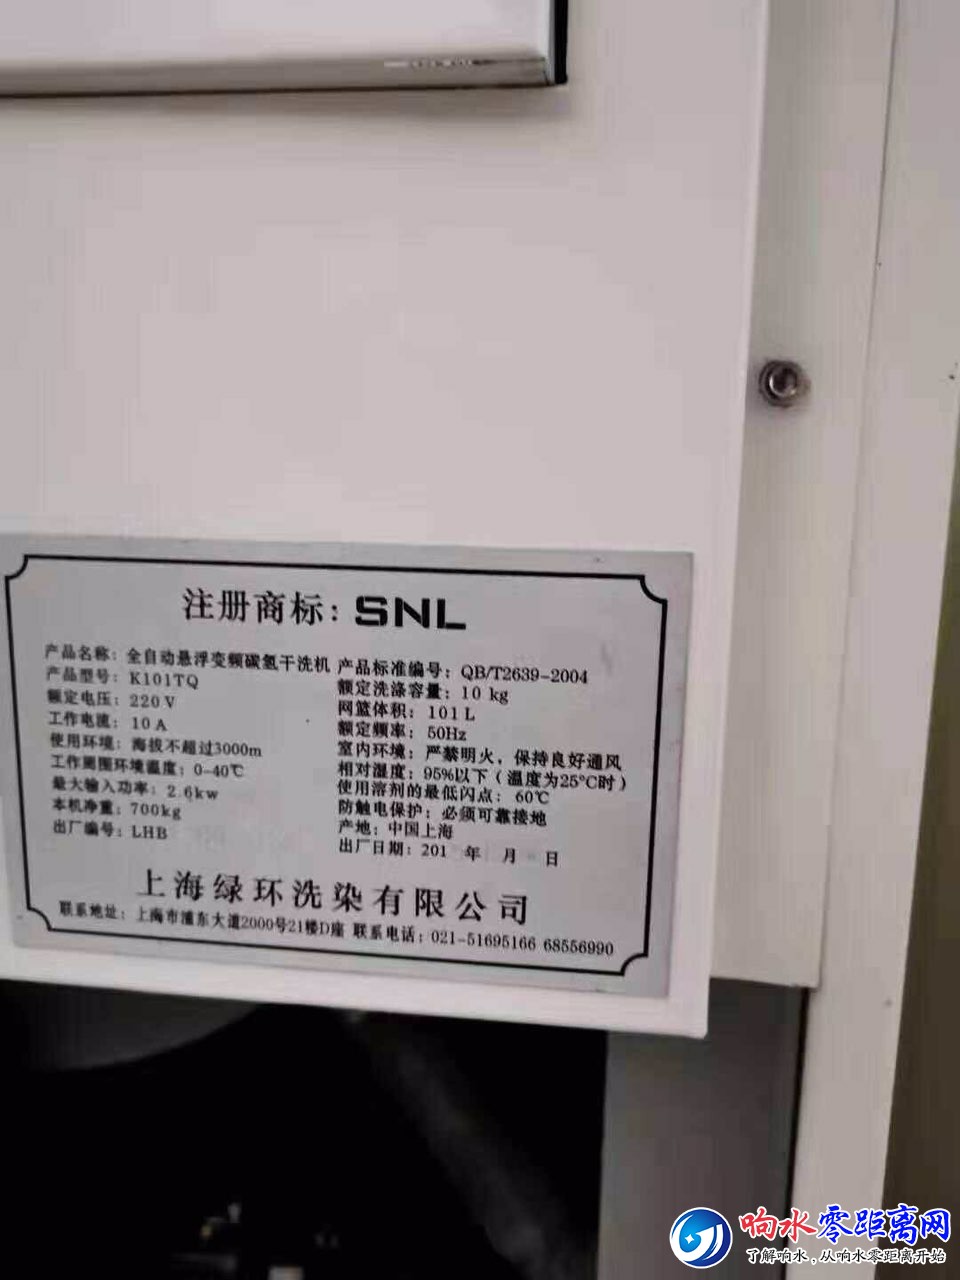 注册商标：SNL
产品名称：全自动悬浮变频碳氢干洗机
产品型号：K101TQ
额定电压：220V
工作电流：10A
使用环境：海拔不超过3000m
工作周围环境温度：0-40℃
最大输入功率：2.6kw
本机净重：700kg
出厂编号：LHB
产品标准编号：QB/T2639-2004
额定洗涤容量：10kg
网篮体积：101L
额定频率：50Hz
室内环境：严禁明火，保持良好通风
相对湿度：95%以下（温度为25℃时）
使用溶剂的最低闪点：60℃
防触电保护：必须可靠接地
产地：中国上海
出厂日期：201 年 月 日
上海绿环洗染有限公司
联系地址：上海市浦东大道2000号21楼D座 联系电话：021-51695166 68556990
响水零距离网
了解响水，从响水零距离开始